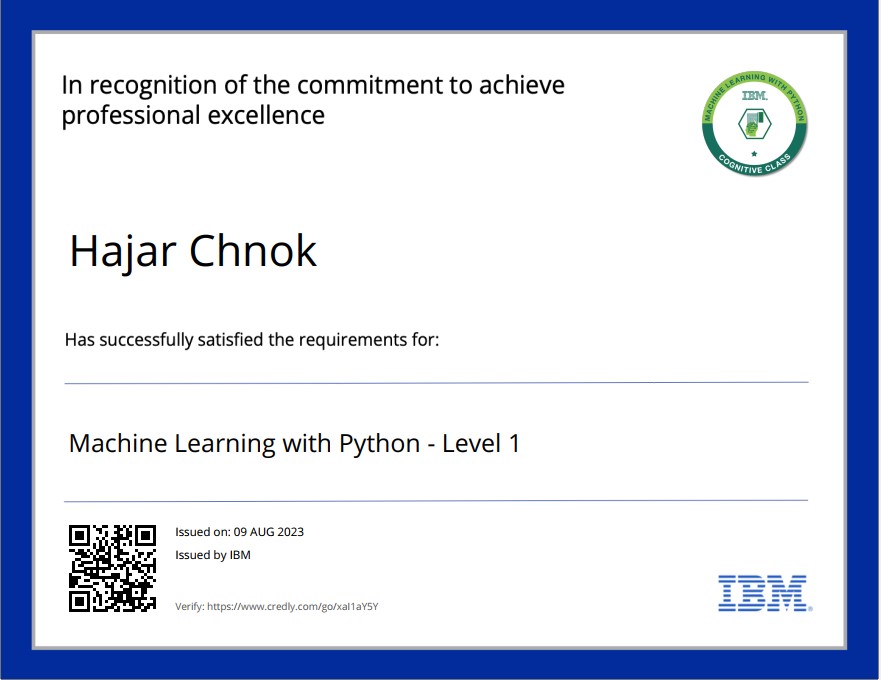 In recognition of the commitment to achieve
professional excellence
MACHINE LEARNING WITH PYTHON
IBM.
COGNITIVE CLASS
Hajar Chnok
Has successfully satisfied the requirements for:
Machine Learning with Python - Level 1
Issued on: 09 AUG 2023
Issued by IBM
Verify: https://www.credly.com/go/xaI1aY5Y
IBM®